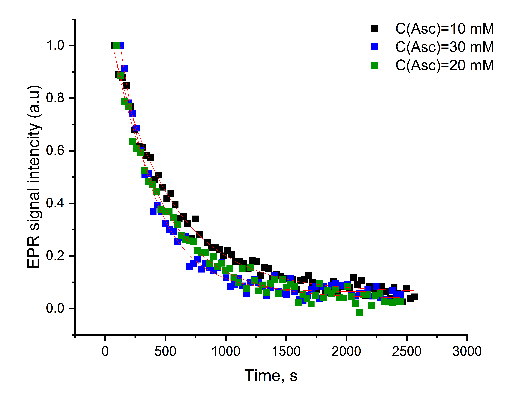 C(Asc)=10 mM
C(Asc)=30 mM
C(Asc)=20 mM
EPR signal intencity (a.u)
1.0
0.8
0.6
0.4
0.2
0.0
0 500 1000 1500 2000 2500 3000
Time, s